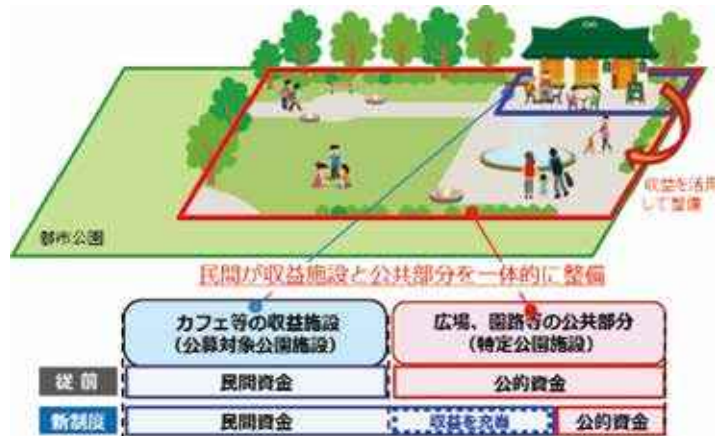 収益を活用
して整備
都市公園
民間が収益施設と公共部分を一体的に整備
カフェ等の収益施設
(公募対象公園施設)
広場、園路等の公共部分
(特定公園施設)
従前
民間資金
公的資金
新制度
民間資金
収益を充当
公的資金